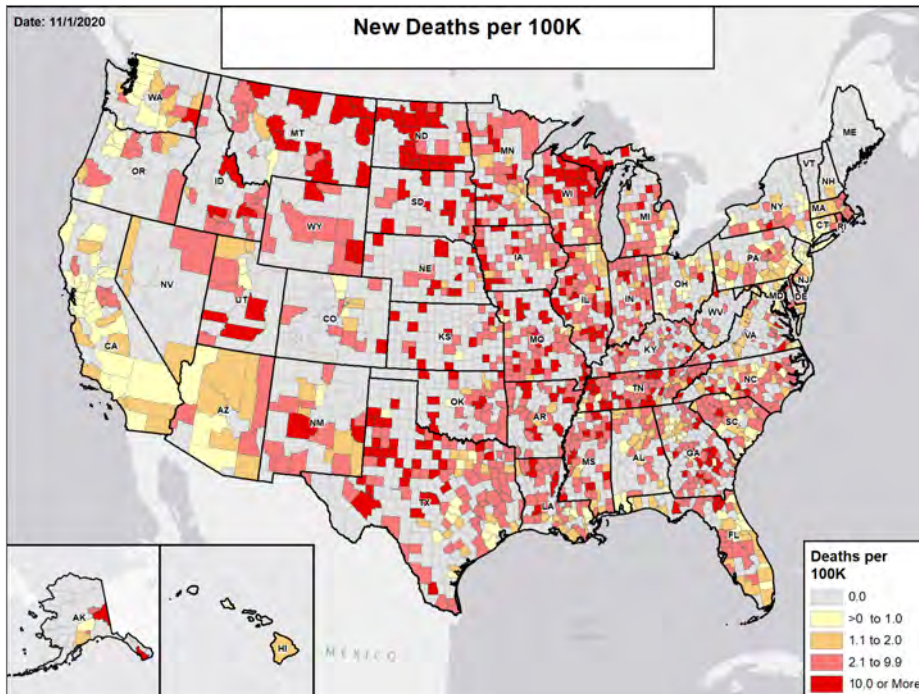 Date: 11/1/2020
New Deaths per 100K
WA
MT
ND
MN
ME
VT
NH
OR
ID
SD
WI
NY
MA
CT
RI
WY
MI
IA
PA
NJ
NE
OH
MD
DE
NV
UT
IL
IN
WV
CO
VA
CA
KS
MO
KY
NC
TN
AZ
NM
OK
AR
SC
MS
AL
GA
TX
LA
FL
AK
HI
MÉXICO
Deaths per
100K
0.0
>0 to 1.0
1.1 to 2.0
2.1 to 9.9
10.0 or More